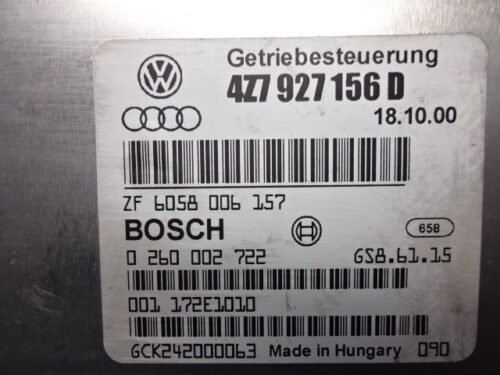 Getriebesteuerung
4Z7 927 156 D
18.10.00
ZF 6058 006 157
BOSCH
658
0 260 002 722 GS8.61.15
001 172E1010
GCK242000063 Made in Hungary 090